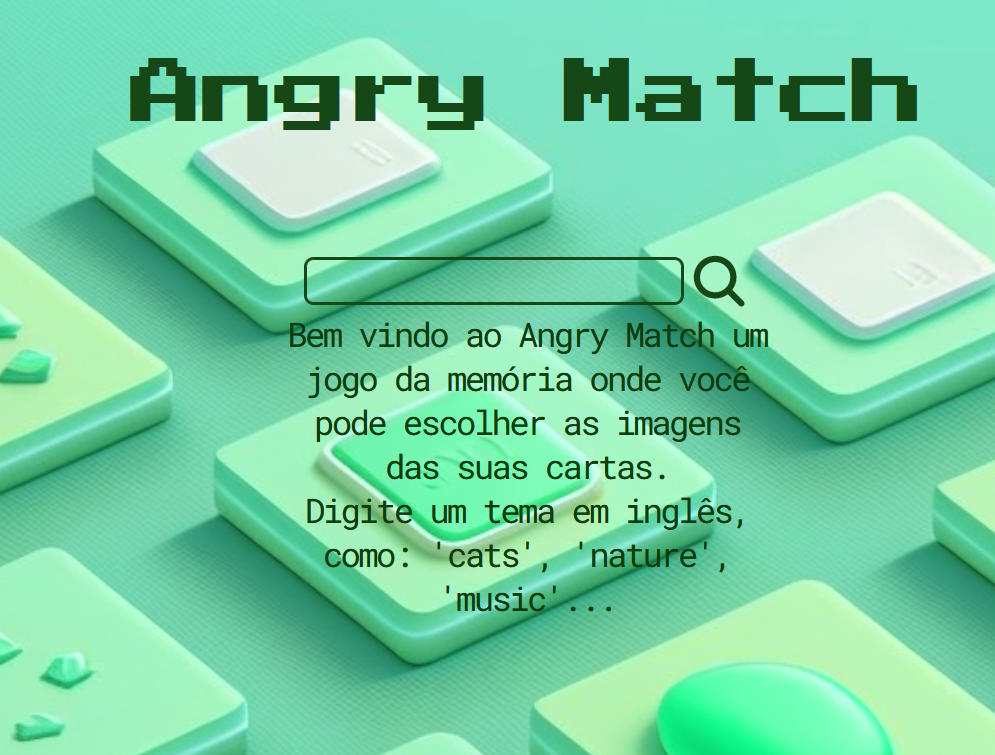 Angry Match
Bem vindo ao Angry Match um
jogo da memória onde você
pode escolher as imagens
das suas cartas.
Digite um tema em inglês,
como: 'cats', 'nature',
'music'...